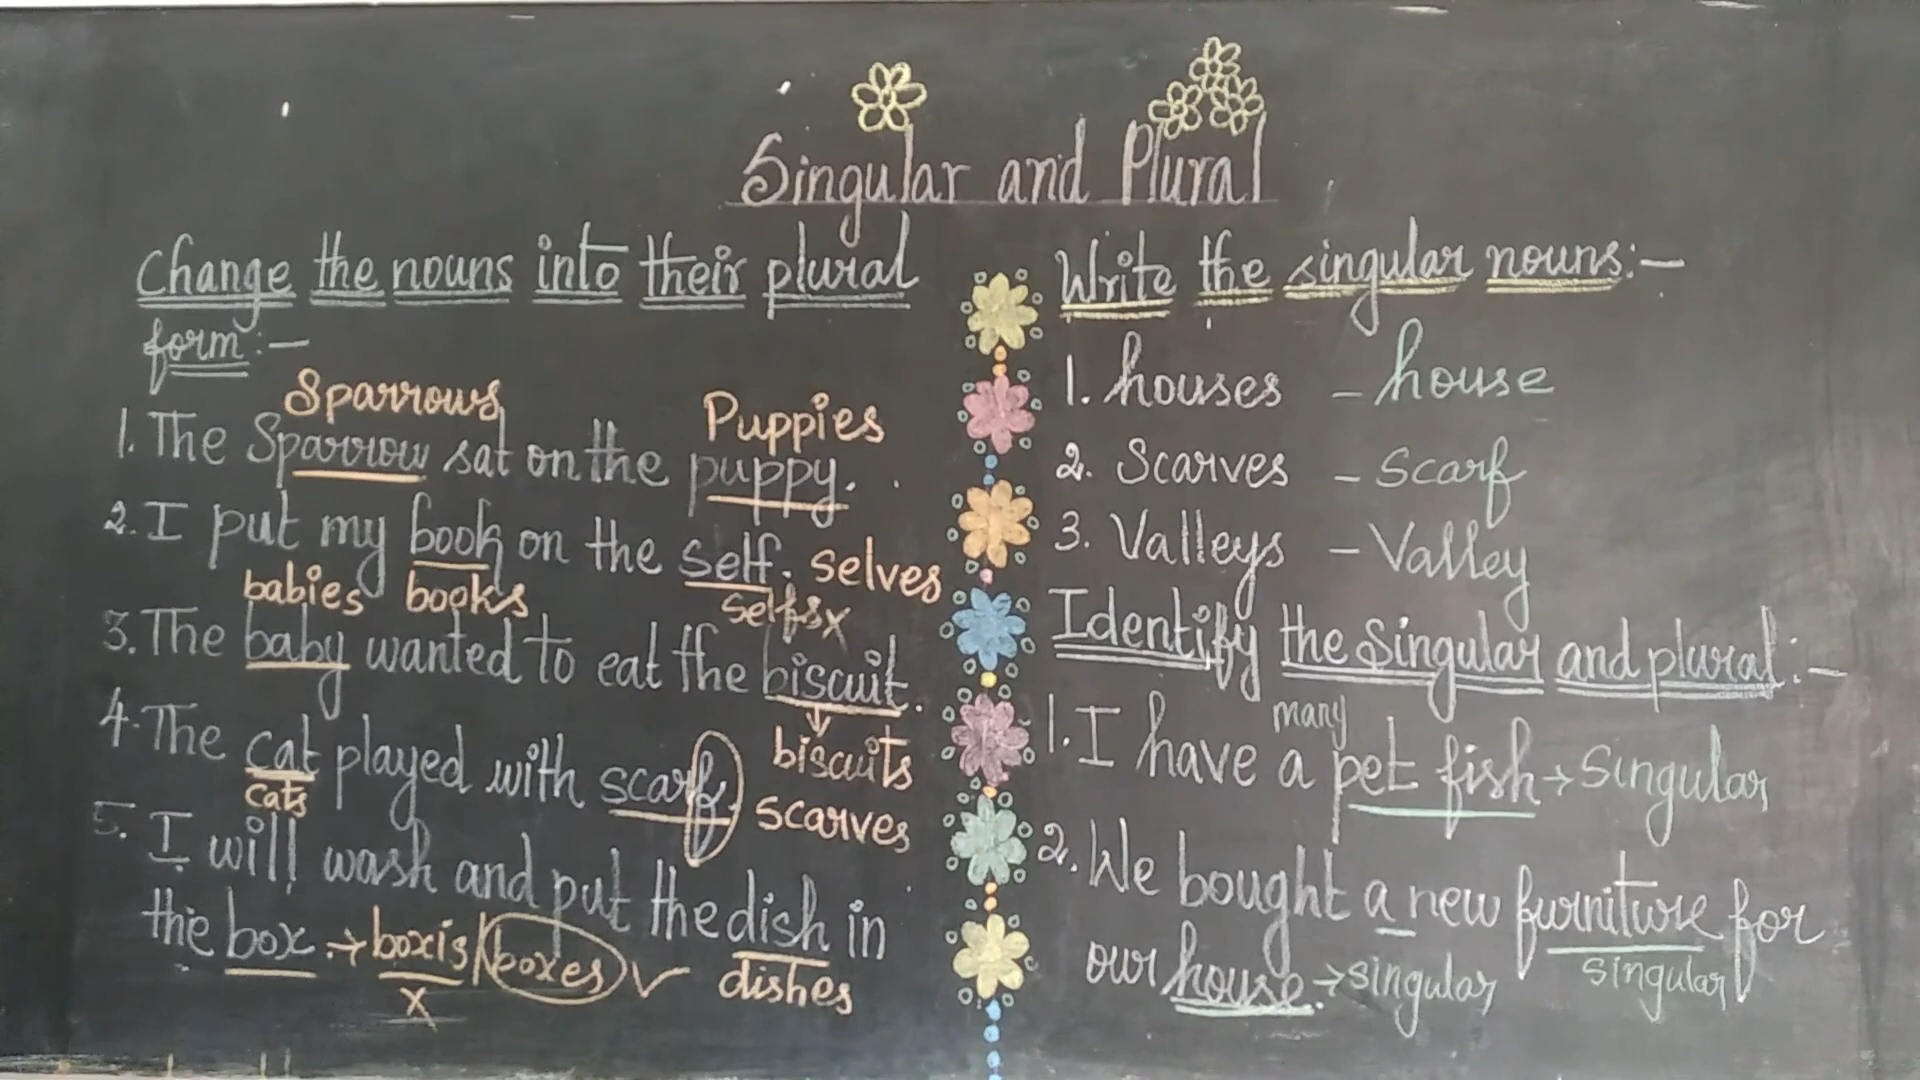 Singular and Plural
Change the nouns into their plural
form:-
Sparrows Puppies
1. The Sparrow sat on the puppy.
2. I put my book on the self. selves
babies books selfs x
3. The baby wanted to eat the biscuit.
biscuits
4. The cat played with scarf. scarves
cats
5. I will wash and put the dish in
the box. → boxis / boxes ✓ dishes
x
Write the singular nouns:-
1. houses - house
2. Scarves - Scarf
3. Valleys - Valley
Identify the Singular and plural:-
many
1. I have a pet fish → Singular
2. We bought a new furniture for
singular
our house. → singular